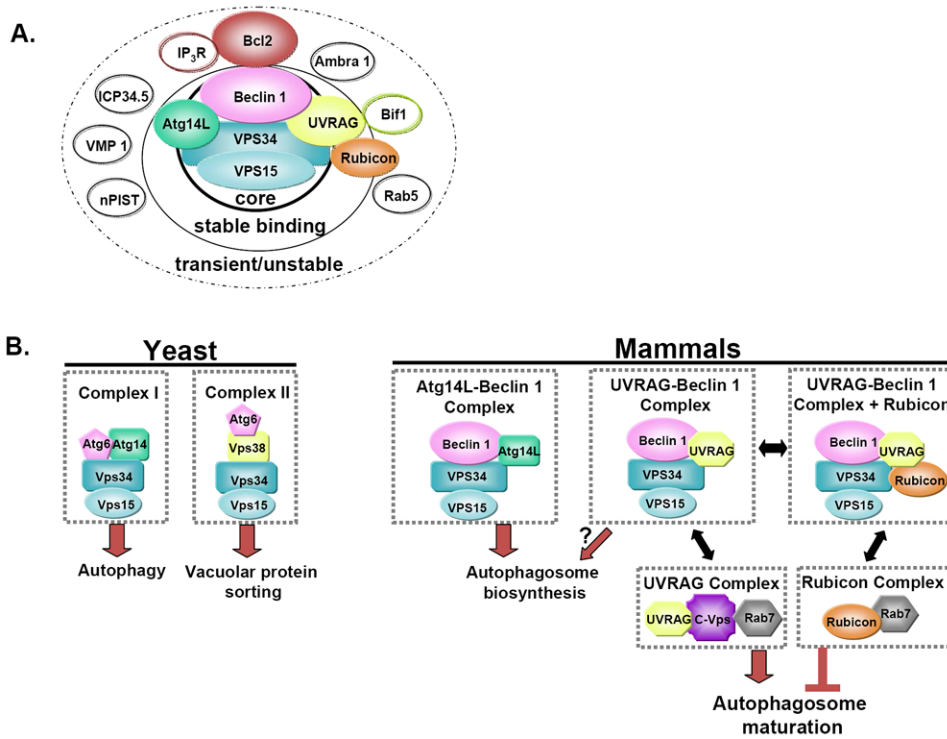 A.
Bcl2
IP3R
Ambra 1
ICP34.5
Beclin 1
Bif1
Atg14L
UVRAG
VPS34
VMP 1
Rubicon
VPS15
nPIST
core
Rab5
stable binding
transient/unstable
B.
Yeast
Mammals
Complex I
Complex II
Atg6
Atg6
Atg14
Vps38
Vps34
Vps34
Vps15
Vps15
Autophagy
Vacuolar protein
sorting
Atg14L-Beclin 1
Complex
Beclin 1
Atg14L
VPS34
VPS15
UVRAG-Beclin 1
Complex
Beclin 1
UVRAG
VPS34
VPS15
UVRAG-Beclin 1
Complex + Rubicon
Beclin 1
UVRAG
VPS34
Rubicon
VPS15
?
Autophagosome
biosynthesis
UVRAG Complex
UVRAG
C-Vps
Rab7
Rubicon Complex
Rubicon
Rab7
Autophagosome
maturation